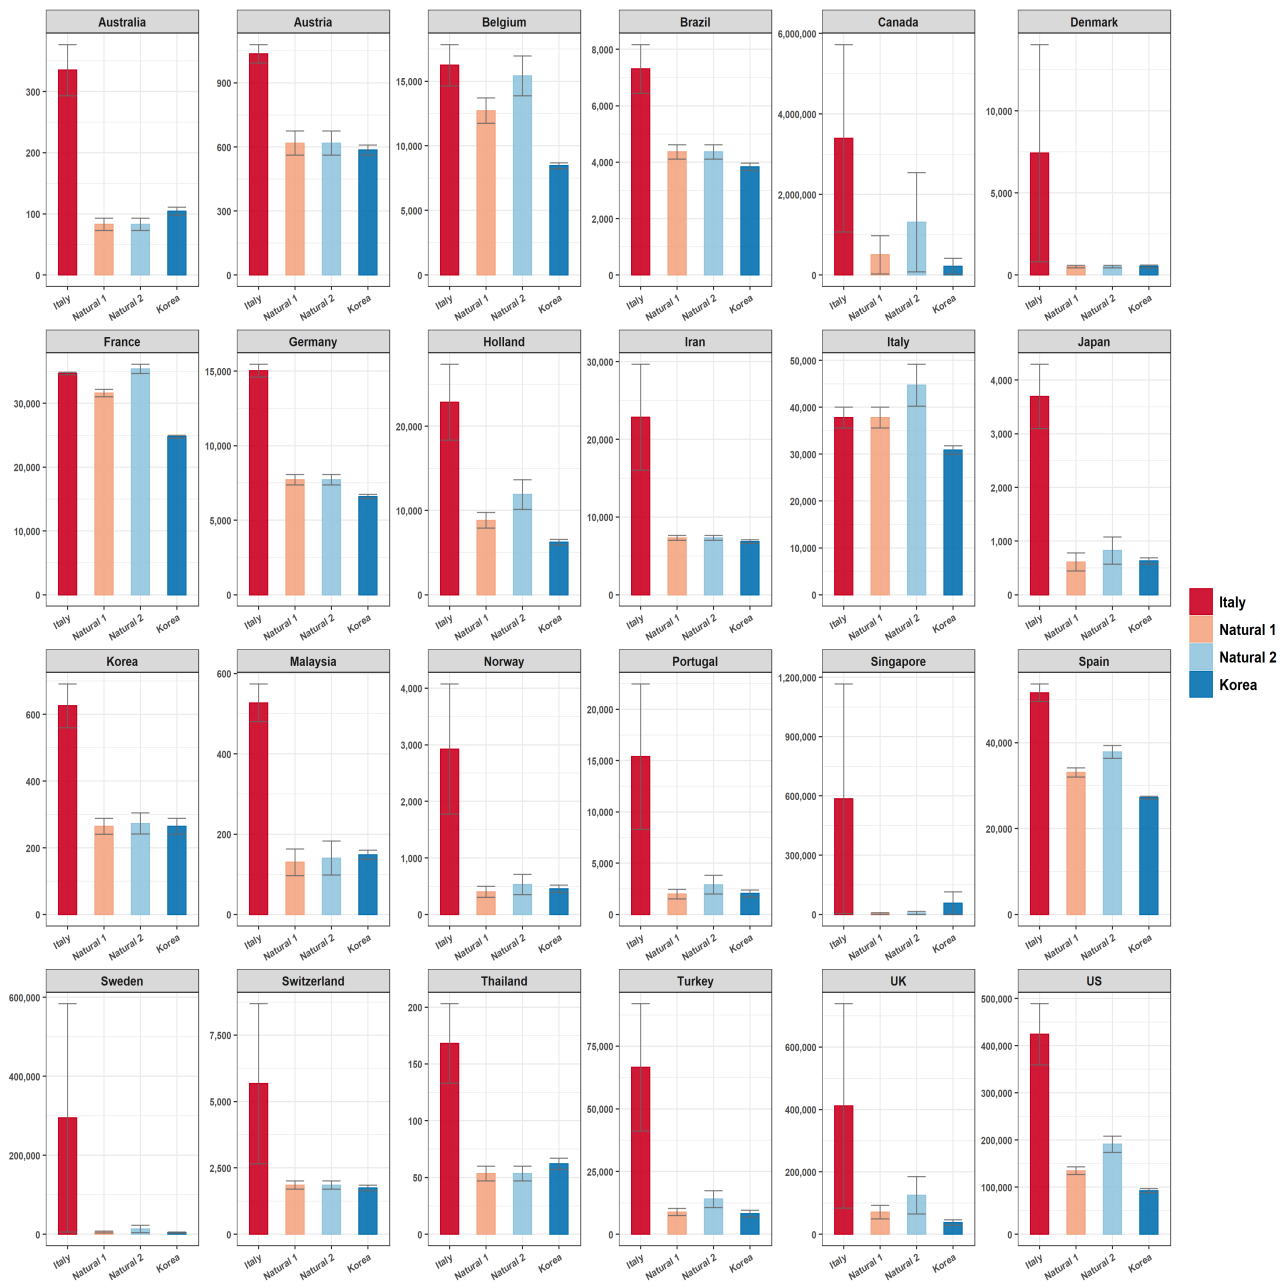 Australia Austria Belgium Brazil Canada Denmark
300 900 15,000 8,000 6,000,000 10,000
200 600 10,000 6,000 4,000,000 5,000
100 300 5,000 4,000 2,000,000 0
0 0 0 2,000 0
0
Italy Natural 1 Natural 2 Korea Italy Natural 1 Natural 2 Korea Italy Natural 1 Natural 2 Korea Italy Natural 1 Natural 2 Korea Italy Natural 1 Natural 2 Korea Italy Natural 1 Natural 2 Korea
France Germany Holland Iran Italy Japan
30,000 15,000 20,000 30,000 50,000 4,000
20,000 10,000 10,000 20,000 40,000 3,000
10,000 5,000 0 10,000 30,000 2,000
0 0 0 20,000 1,000
10,000 0
0
Italy Natural 1 Natural 2 Korea Italy Natural 1 Natural 2 Korea Italy Natural 1 Natural 2 Korea Italy Natural 1 Natural 2 Korea Italy Natural 1 Natural 2 Korea Italy Natural 1 Natural 2 Korea
Italy
Natural 1
Natural 2
Korea
Korea Malaysia Norway Portugal Singapore Spain
600 600 4,000 20,000 1,200,000 40,000
400 400 3,000 15,000 900,000 20,000
200 200 2,000 10,000 600,000 0
0 0 1,000 5,000 300,000
0 0 0
Italy Natural 1 Natural 2 Korea Italy Natural 1 Natural 2 Korea Italy Natural 1 Natural 2 Korea Italy Natural 1 Natural 2 Korea Italy Natural 1 Natural 2 Korea Italy Natural 1 Natural 2 Korea
Sweden Switzerland Thailand Turkey UK US
600,000 7,500 200 75,000 600,000 500,000
400,000 5,000 150 50,000 400,000 400,000
200,000 2,500 100 25,000 200,000 300,000
0 0 50 0 0 200,000
0 100,000
0
Italy Natural 1 Natural 2 Korea Italy Natural 1 Natural 2 Korea Italy Natural 1 Natural 2 Korea Italy Natural 1 Natural 2 Korea Italy Natural 1 Natural 2 Korea Italy Natural 1 Natural 2 Korea